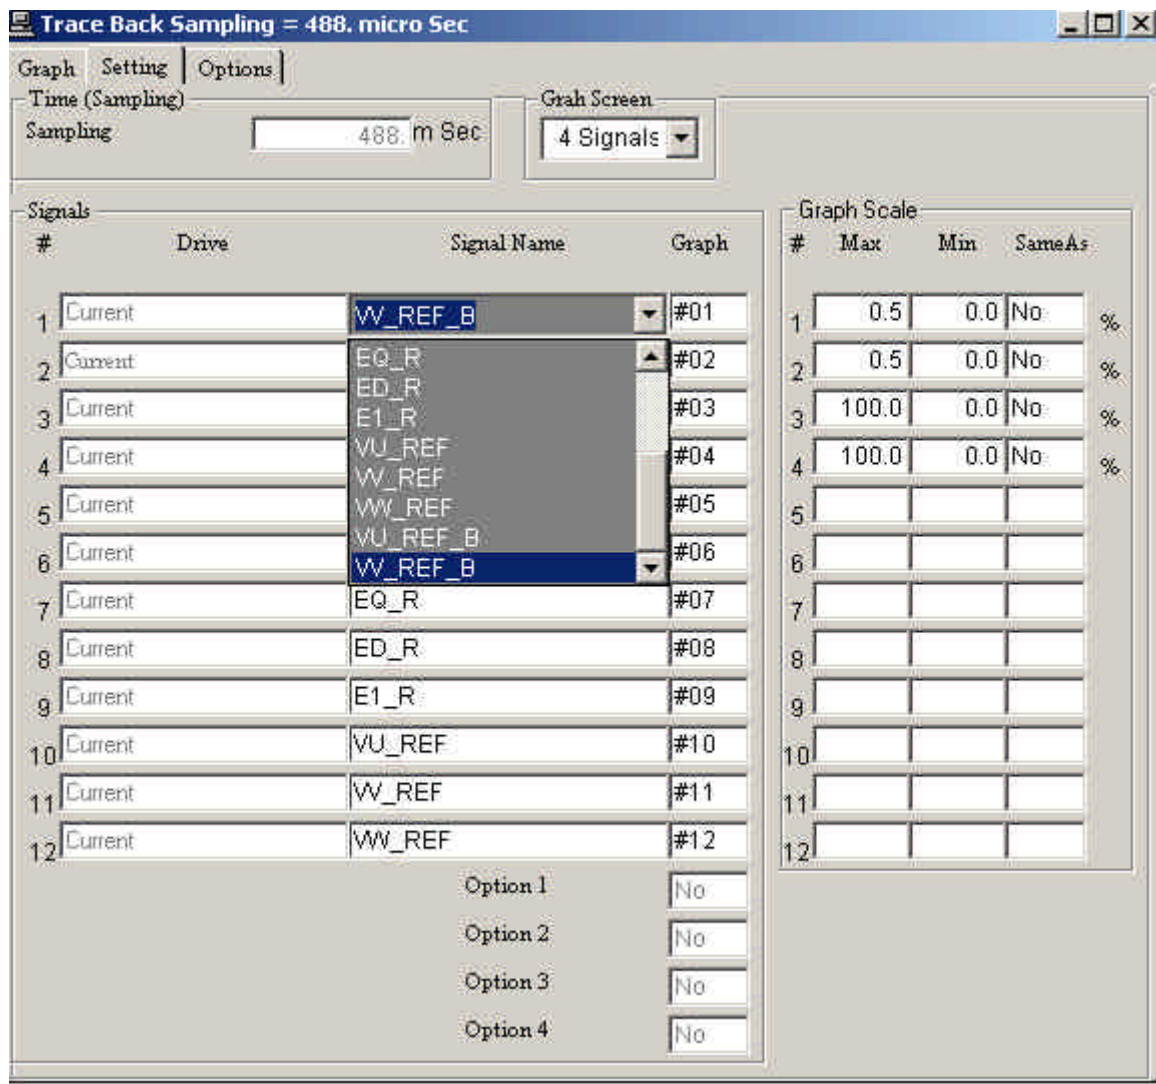 Trace Back Sampling = 488. micro Sec
Graph Setting Options
Time (Sampling) Grah Screen
Sampling 488. m Sec 4 Signals
Signals Graph Scale
# Drive Signal Name Graph # Max Min SameAs
1 Current VV_REF_B #01 1 0.5 0.0 No %
2 Current EQ_R #02 2 0.5 0.0 No %
ED_R
3 Current E1_R #03 3 100.0 0.0 No %
VU_REF
4 Current VV_REF #04 4 100.0 0.0 No %
5 Current VW_REF #05 5
VU_REF_B
6 Current VV_REF_B #06 6
7 Current EQ_R #07 7
8 Current ED_R #08 8
9 Current E1_R #09 9
10 Current VU_REF #10 10
11 Current VV_REF #11 11
12 Current VW_REF #12 12
Option 1 No
Option 2 No
Option 3 No
Option 4 No